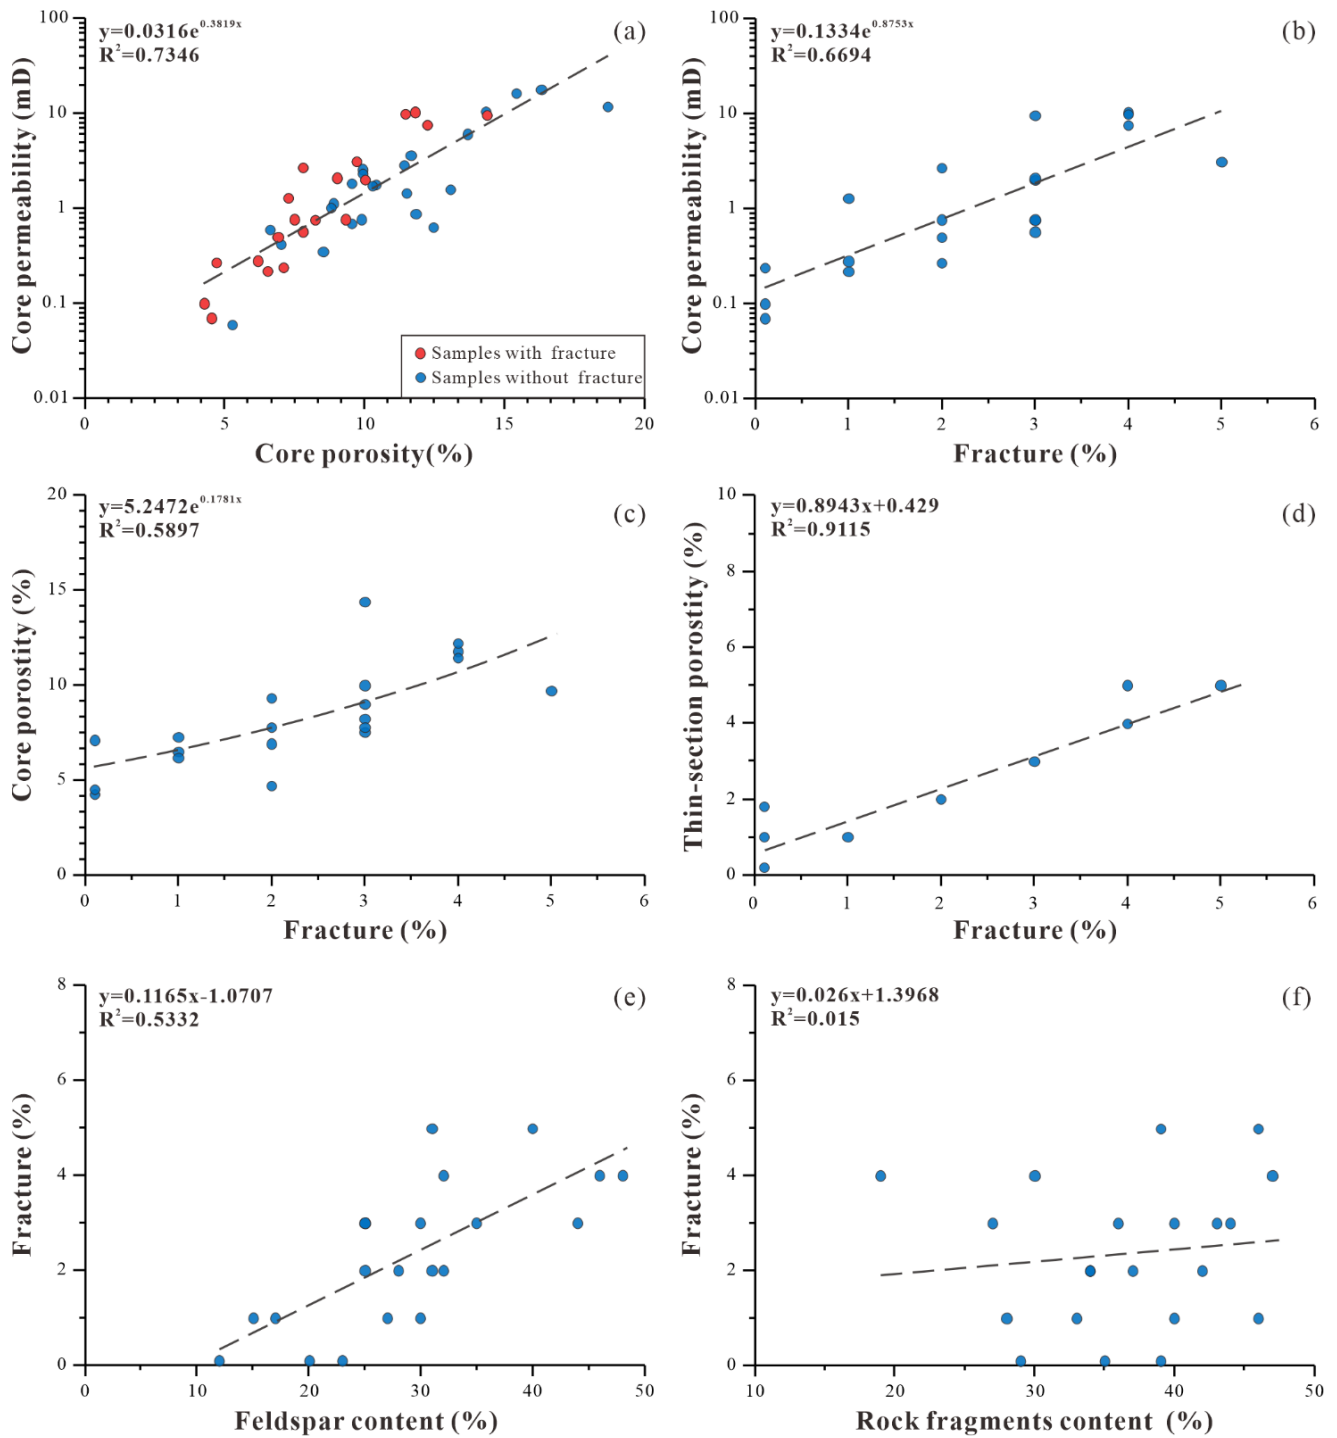 y=0.0316e^0.3819x
R²=0.7346
(a)
Core permeability (mD)
100
10
1
0.1
0.01
Samples with fracture
Samples without fracture
0 5 10 15 20
Core porosity(%)
y=0.1334e^0.8753x
R²=0.6694
(b)
Core permeability (mD)
100
10
1
0.1
0.01
0 1 2 3 4 5 6
Fracture (%)
y=5.2472e^0.1781x
R²=0.5897
(c)
Core porostity (%)
20
15
10
5
0
0 1 2 3 4 5 6
Fracture (%)
y=0.8943x+0.429
R²=0.9115
(d)
Thin-section porostity (%)
10
8
6
4
2
0
0 1 2 3 4 5 6
Fracture (%)
y=0.1165x-1.0707
R²=0.5332
(e)
Fracture (%)
8
6
4
2
0
0 10 20 30 40 50
Feldspar content (%)
y=0.026x+1.3968
R²=0.015
(f)
Fracture (%)
8
6
4
2
0
10 20 30 40 50
Rock fragments content (%)